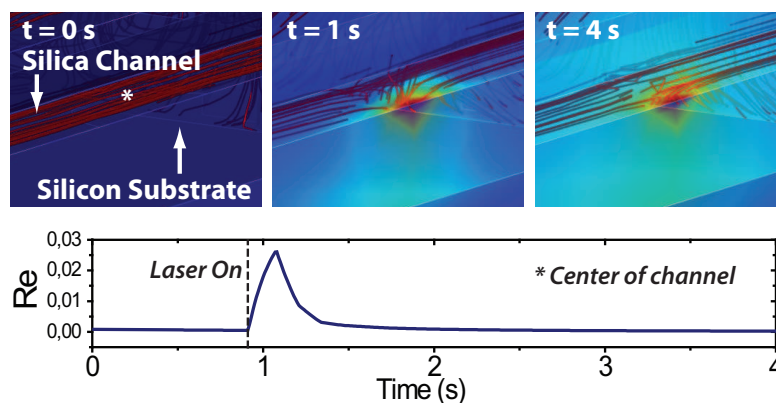 t = 0 s
t = 1 s
t = 4 s
Silica Channel
*
Silicon Substrate
0,03
0,02
0,01
0,00
Re
Laser On
* Center of channel
0 1 2 3 4
Time (s)